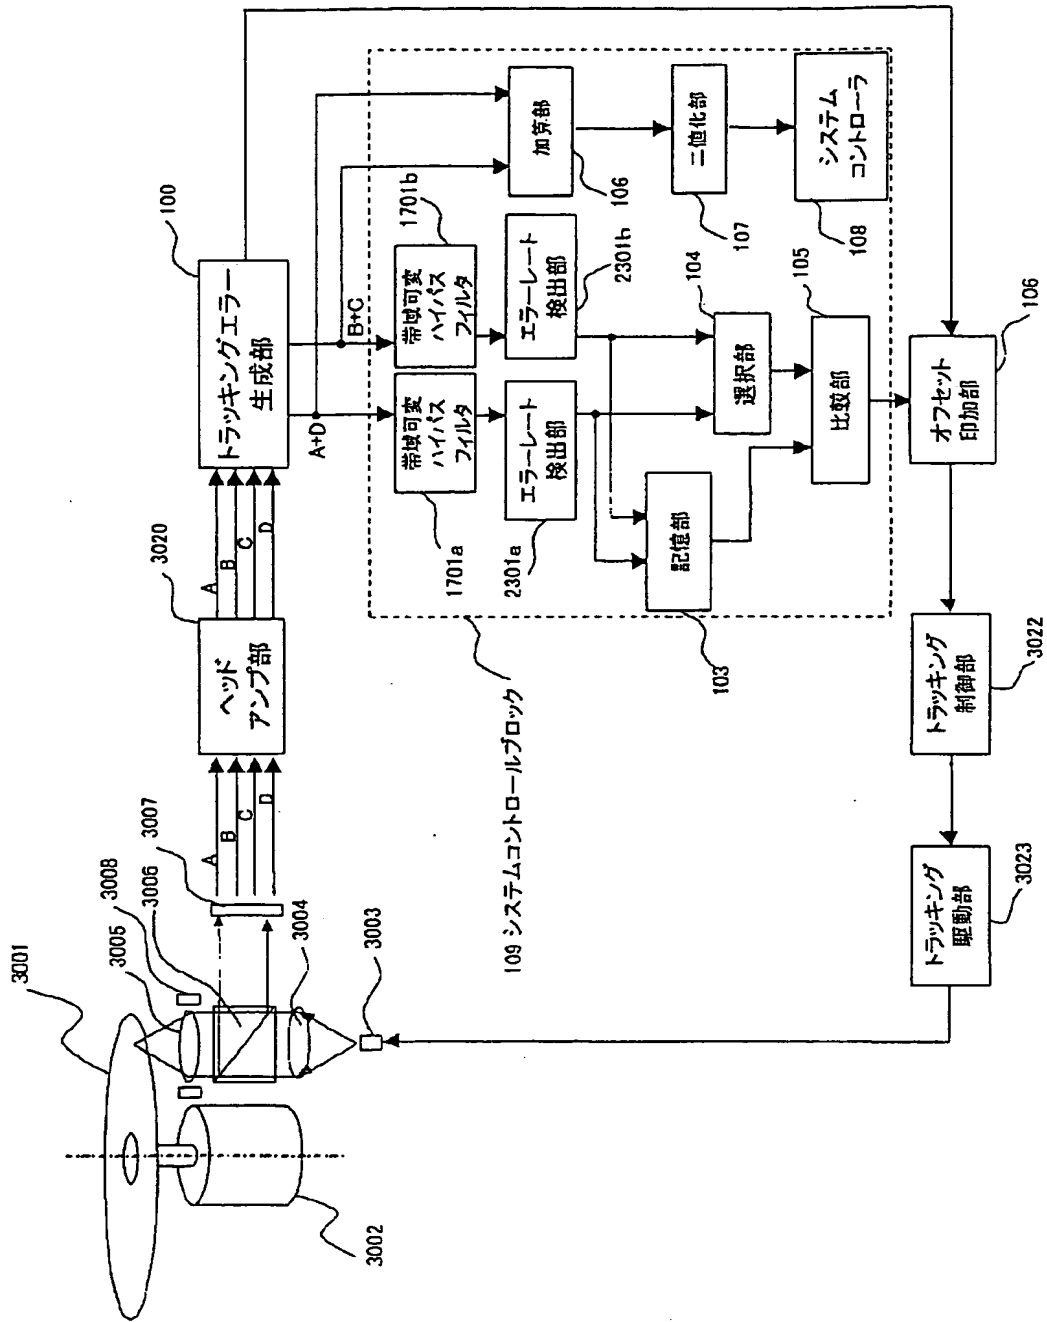 3001
3005
3008
3006
3007
3004
3003
3002
A
B
C
D
3020
ヘッド
アンプ部
A
B
C
D
100
トラッキングエラー
生成部
A+D
B+C
1701a
帯域可変
ハイパス
フィルタ
1701b
帯域可変
ハイパス
フィルタ
2301a
エラーレート
検出部
2301b
エラーレート
検出部
103
記憶部
104
選択部
105
比較部
加算部
106
二値化部
107
システム
コントローラ
108
109 システムコントロールブロック
オフセット
印加部
106
トラッキング
制御部
3022
トラッキング
駆動部
3023